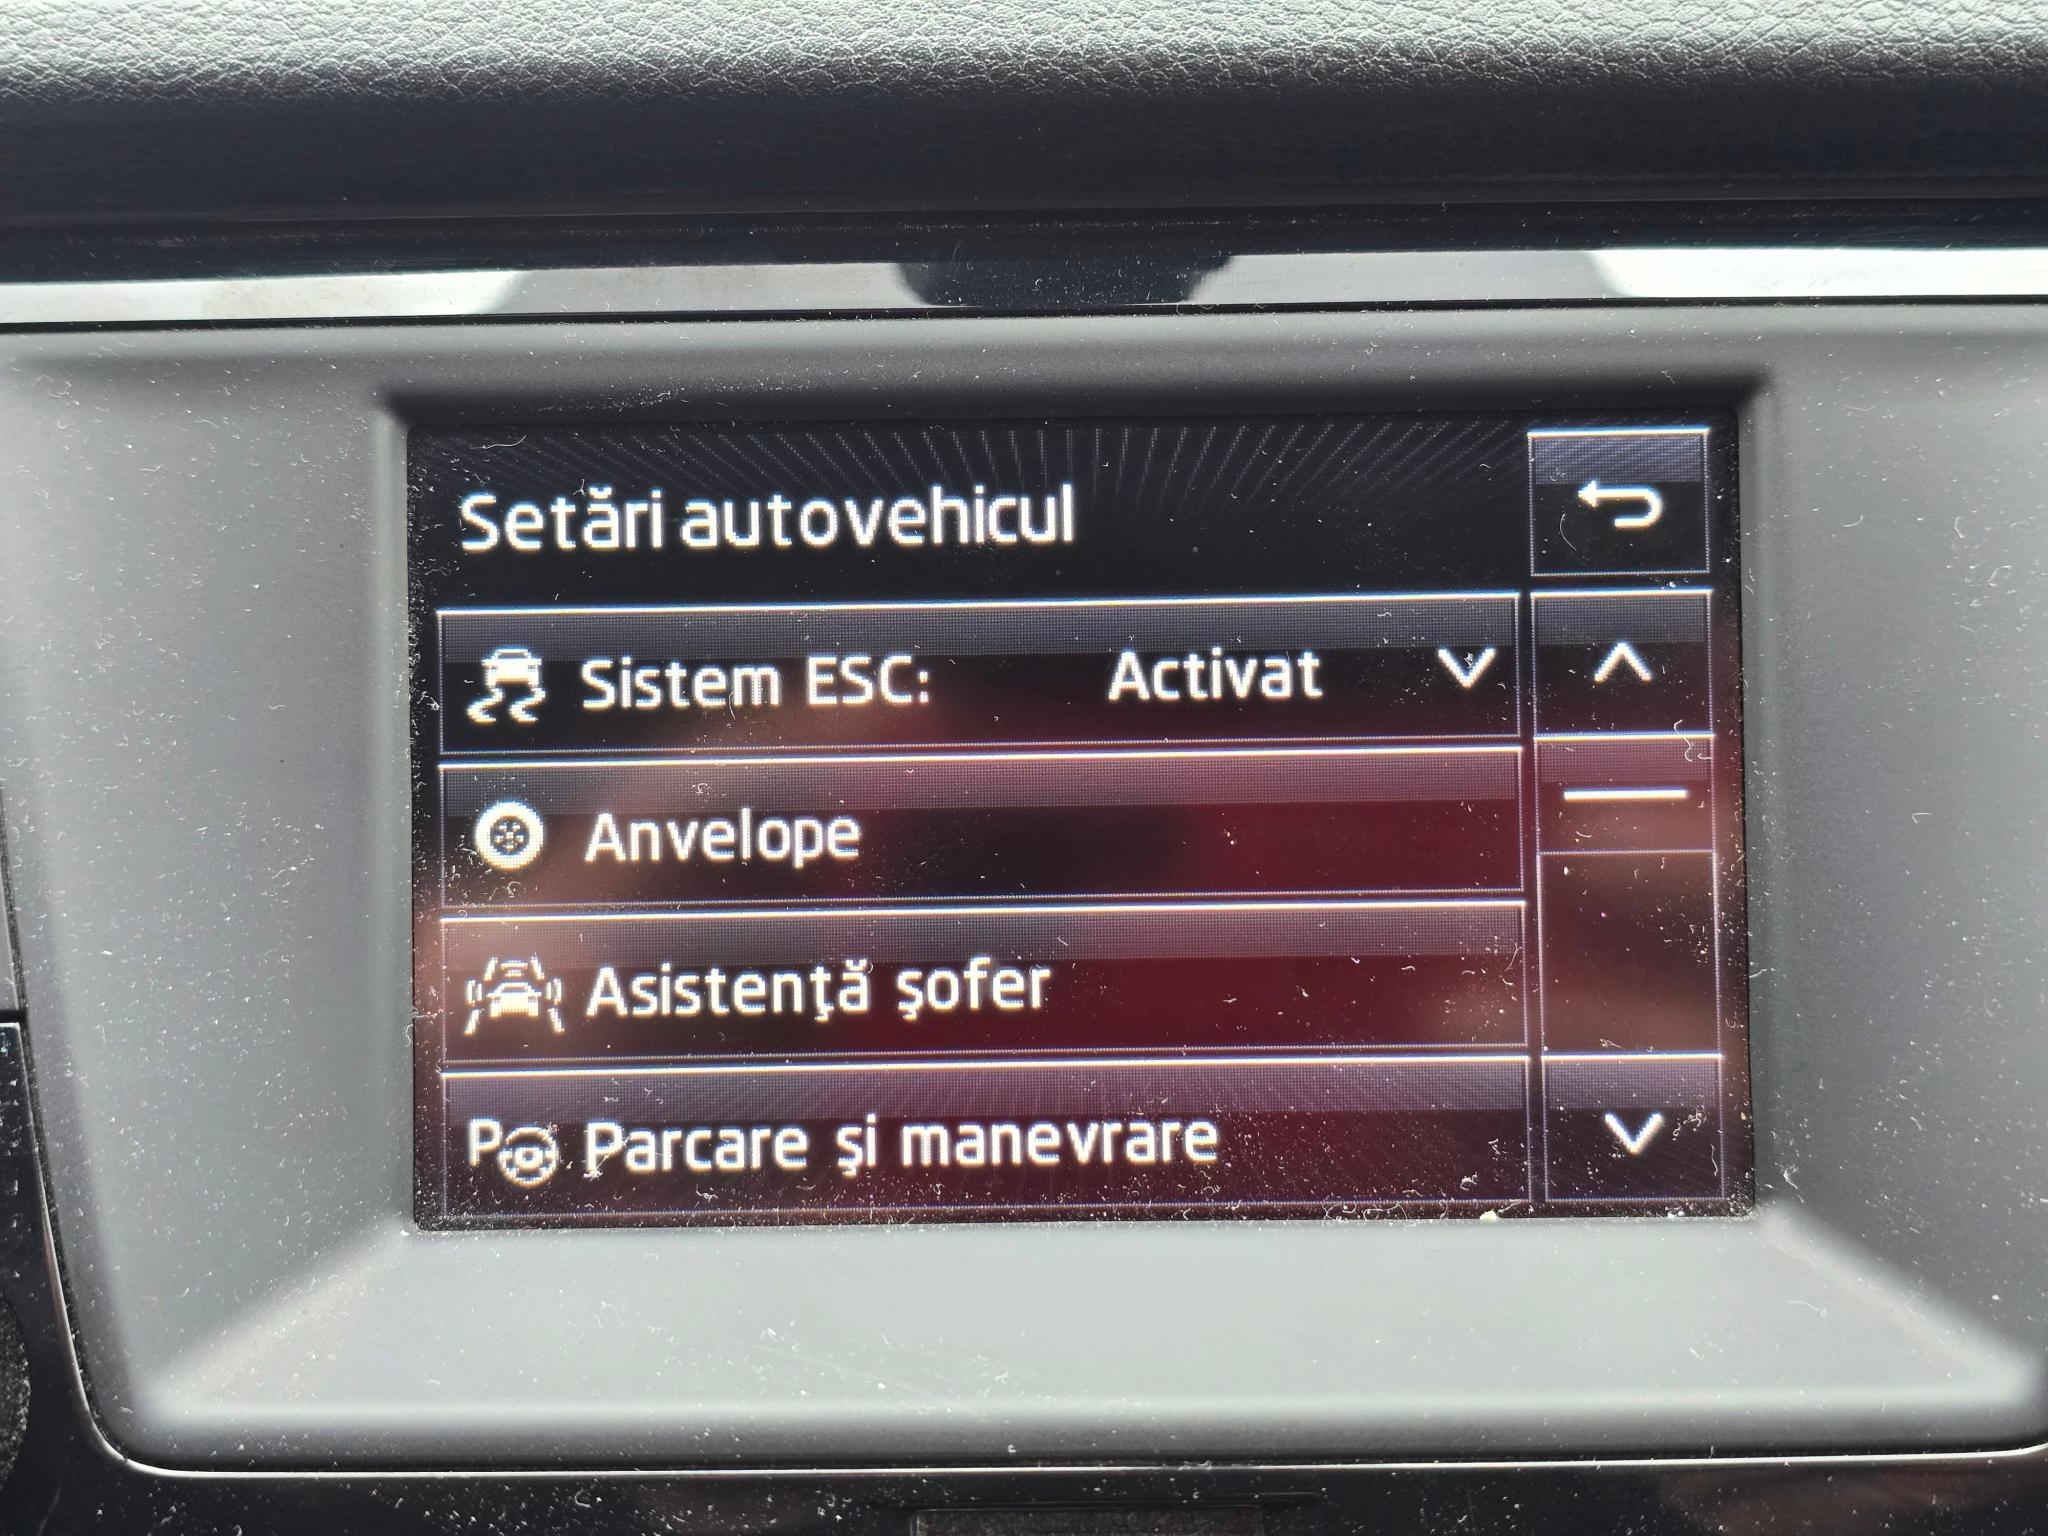 Setări autovehicul
Sistem ESC: Activat
Anvelope
Asistenţă şofer
P Parcare şi manevrare